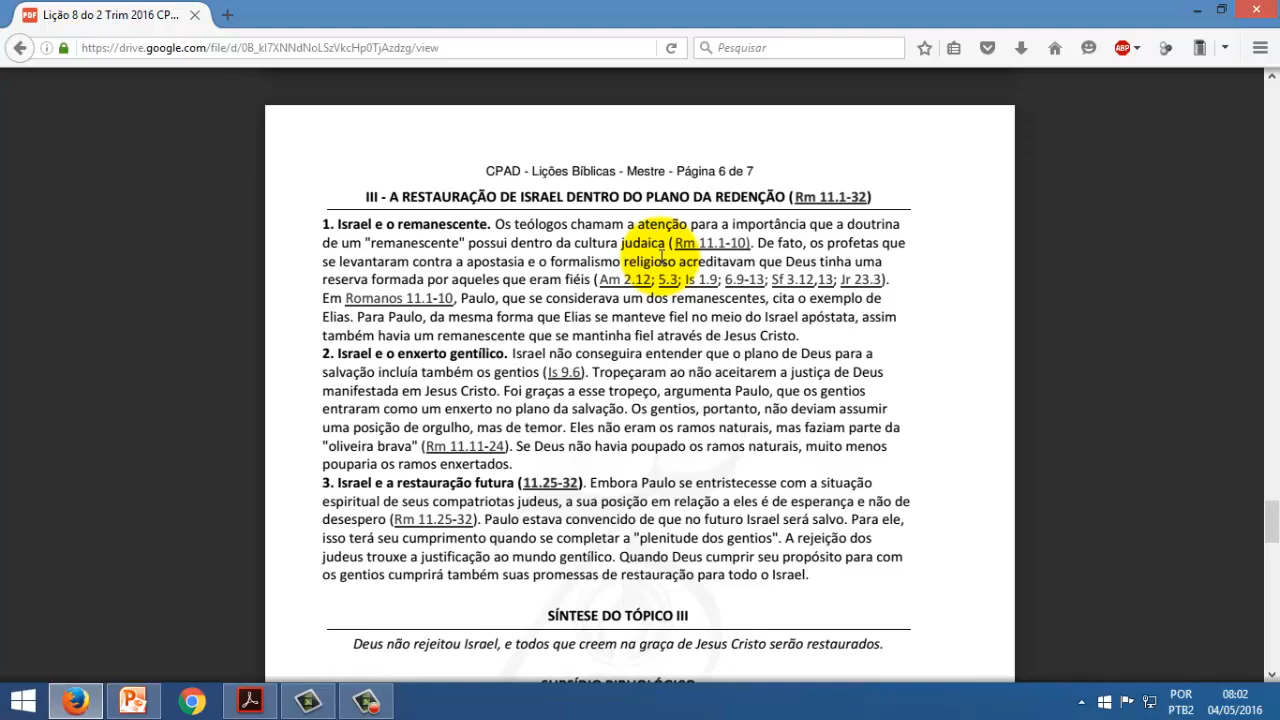 Lição 8 do 2 Trim 2016 CP...
https://drive.google.com/file/d/0B_kl7XNNdNoLSzVkcHp0TjAzdzg/view
Pesquisar
ABP
CPAD - Lições Bíblicas - Mestre - Página 6 de 7
III - A RESTAURAÇÃO DE ISRAEL DENTRO DO PLANO DA REDENÇÃO (Rm 11.1-32)
1. Israel e o remanescente. Os teólogos chamam a atenção para a importância que a doutrina
de um "remanescente" possui dentro da cultura judaica (Rm 11.1-10). De fato, os profetas que
se levantaram contra a apostasia e o formalismo religioso acreditavam que Deus tinha uma
reserva formada por aqueles que eram fiéis (Am 2.12; 5.3; Is 1.9; 6.9-13; Sf 3.12,13; Jr 23.3).
Em Romanos 11.1-10, Paulo, que se considerava um dos remanescentes, cita o exemplo de
Elias. Para Paulo, da mesma forma que Elias se manteve fiel no meio do Israel apóstata, assim
também havia um remanescente que se mantinha fiel através de Jesus Cristo.
2. Israel e o enxerto gentílico. Israel não conseguira entender que o plano de Deus para a
salvação incluía também os gentios (Is 9.6). Tropeçaram ao não aceitarem a justiça de Deus
manifestada em Jesus Cristo. Foi graças a esse tropeço, argumenta Paulo, que os gentios
entraram como um enxerto no plano da salvação. Os gentios, portanto, não deviam assumir
uma posição de orgulho, mas de temor. Eles não eram os ramos naturais, mas faziam parte da
"oliveira brava" (Rm 11.11-24). Se Deus não havia poupado os ramos naturais, muito menos
pouparia os ramos enxertados.
3. Israel e a restauração futura (11.25-32). Embora Paulo se entristecesse com a situação
espiritual de seus compatriotas judeus, a sua posição em relação a eles é de esperança e não de
desespero (Rm 11.25-32). Paulo estava convencido de que no futuro Israel será salvo. Para ele,
isso terá seu cumprimento quando se completar a "plenitude dos gentios". A rejeição dos
judeus trouxe a justificação ao mundo gentílico. Quando Deus cumprir seu propósito para com
os gentios cumprirá também suas promessas de restauração para todo o Israel.
SÍNTESE DO TÓPICO III
Deus não rejeitou Israel, e todos que creem na graça de Jesus Cristo serão restaurados.
SUBSÍDIO BIBLIOLÓGICO
POR 08:02
PTB2 04/05/2016